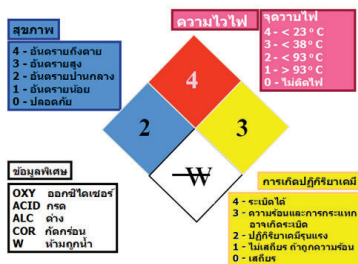 สุขภาพ
4 - อันตรายถึงตาย
3 - อันตรายสูง
2 - อันตรายปานกลาง
1 - อันตรายน้อย
0 - ปลอดภัย
ความไวไฟ
จุดวาบไฟ
4 - < 23° C
3 - < 38° C
2 - < 93° C
1 - > 93° C
0 - ไม่ติดไฟ
4
2
3
W
ข้อมูลพิเศษ
OXY ออกซิไดเซอร์
ACID กรด
ALC ด่าง
COR กัดกร่อน
W ห้ามถูกน้ำ
การเกิดปฏิกิริยาเคมี
4 - ระเบิดได้
3 - ความร้อนและการกระแทก
อาจเกิดระเบิด
2 - ปฏิกิริยาเคมีรุนแรง
1 - ไม่เสถียร ถ้าถูกความร้อน
0 - เสถียร